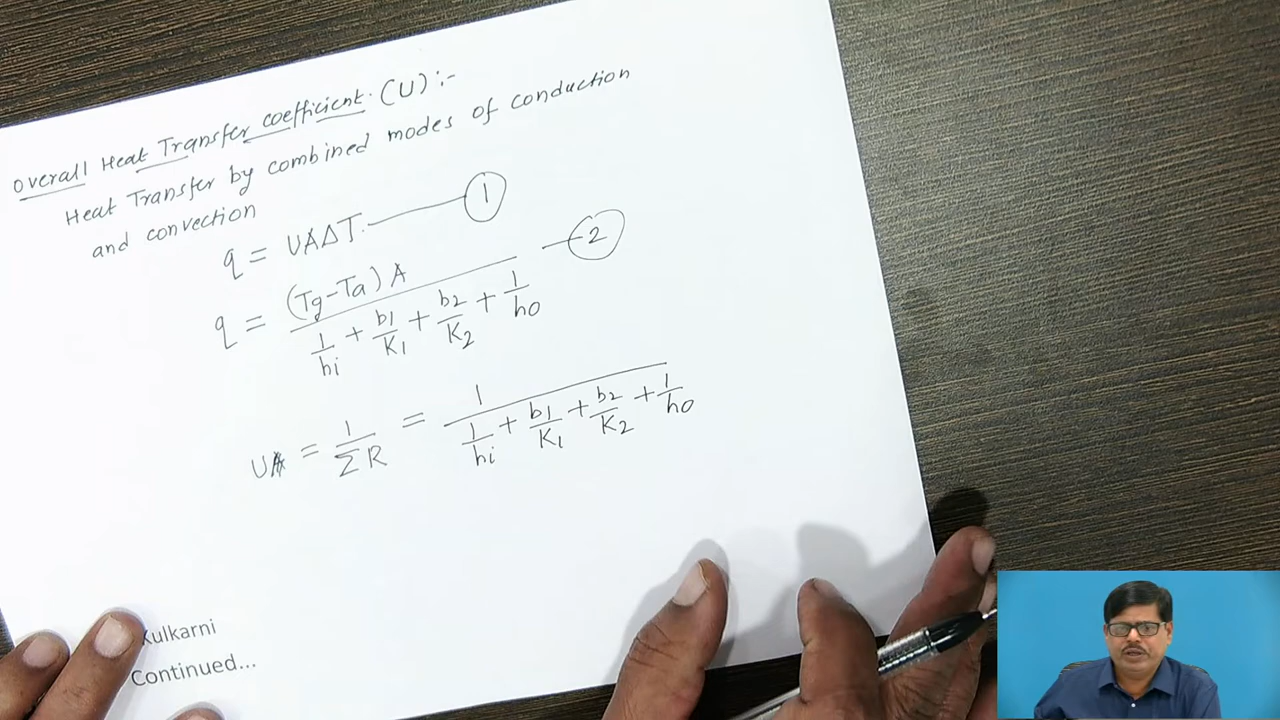 Overall Heat Transfer coefficient. (U) :-
Heat Transfer by combined modes of conduction
and convection
q = UAΔT. ——— ①
q = (Tg-Ta) A / (1/hi + b1/K1 + b2/K2 + 1/ho) — ②
U = 1/ΣR = 1 / (1/hi + b1/K1 + b2/K2 + 1/ho)
Kulkarni
Continued...